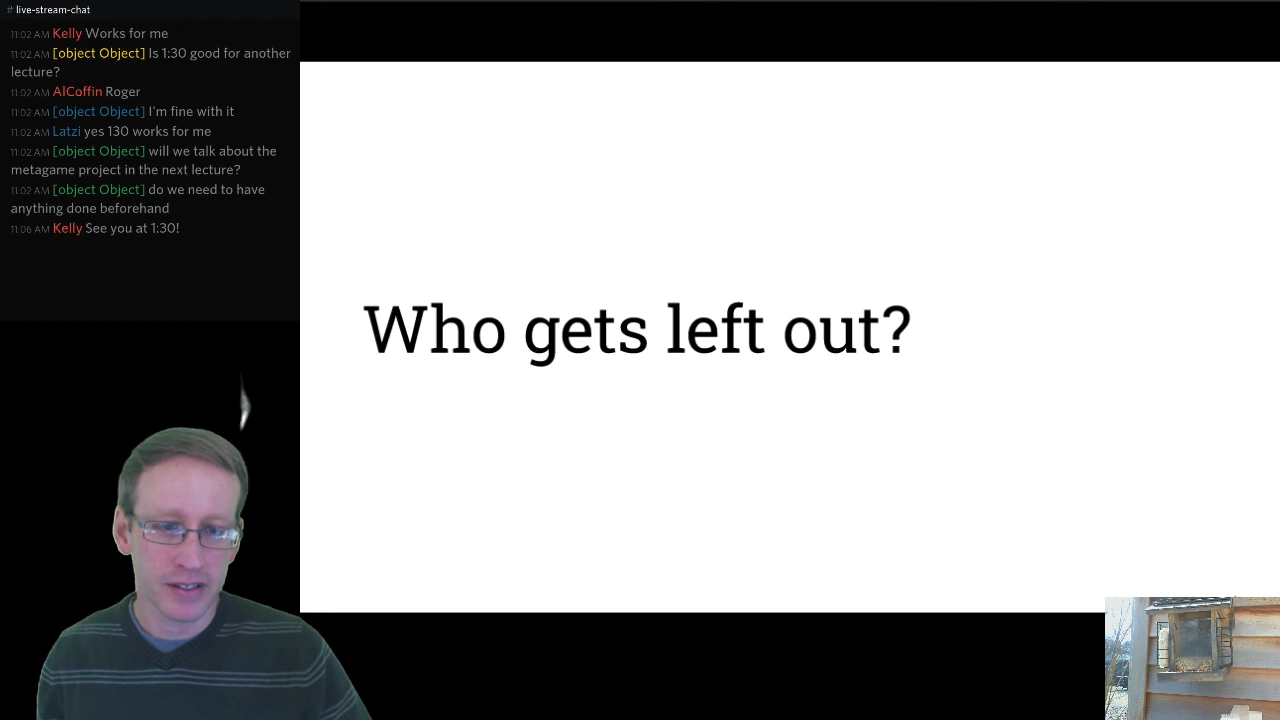 # live-stream-chat
11:02 AM Kelly Works for me
11:02 AM [object Object] Is 1:30 good for another
lecture?
11:02 AM AlCoffin Roger
11:02 AM [object Object] I'm fine with it
11:02 AM Latzi yes 130 works for me
11:02 AM [object Object] will we talk about the
metagame project in the next lecture?
11:02 AM [object Object] do we need to have
anything done beforehand
11:06 AM Kelly See you at 1:30!
Who gets left out?